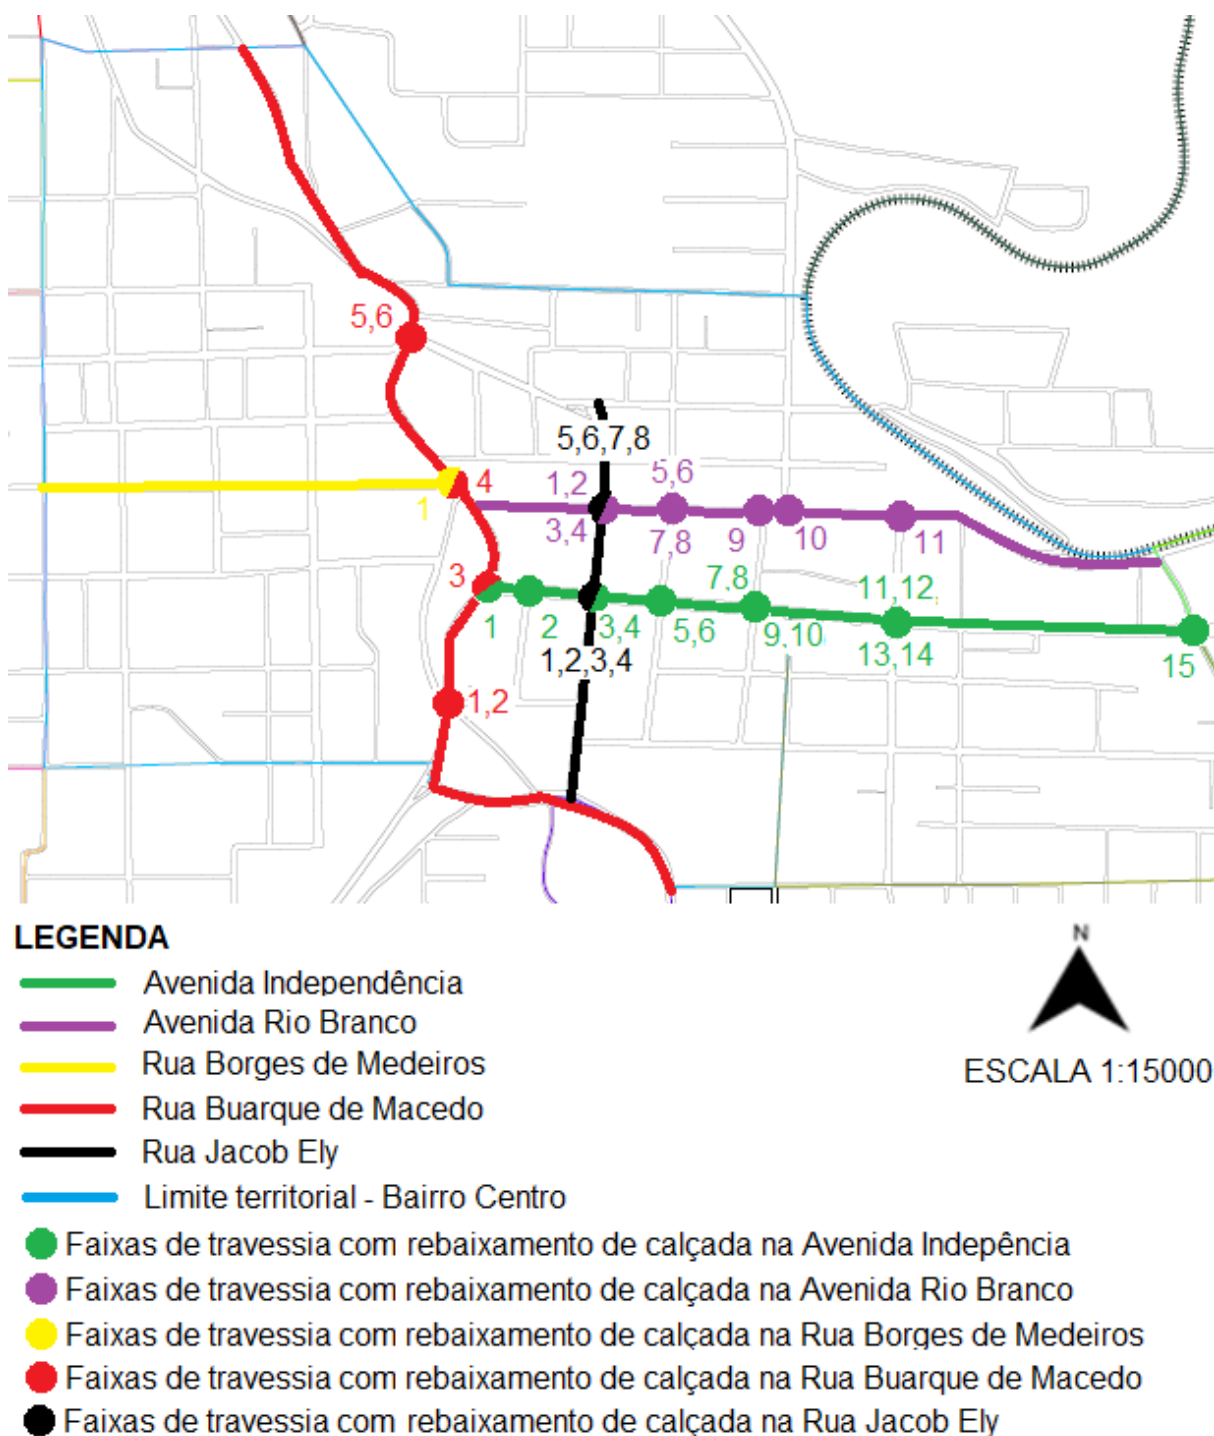 5,6
5,6,7,8
5,6
1,2
4
1
3,4
7,8
9
10
11
3
7,8
11,12,
1
2
3,4
5,6
9,10
13,14
1,2,3,4
15
1,2
LEGENDA
N
Avenida Independência
Avenida Rio Branco
Rua Borges de Medeiros
ESCALA 1:15000
Rua Buarque de Macedo
Rua Jacob Ely
Limite territorial - Bairro Centro
Faixas de travessia com rebaixamento de calçada na Avenida Indepência
Faixas de travessia com rebaixamento de calçada na Avenida Rio Branco
Faixas de travessia com rebaixamento de calçada na Rua Borges de Medeiros
Faixas de travessia com rebaixamento de calçada na Rua Buarque de Macedo
Faixas de travessia com rebaixamento de calçada na Rua Jacob Ely